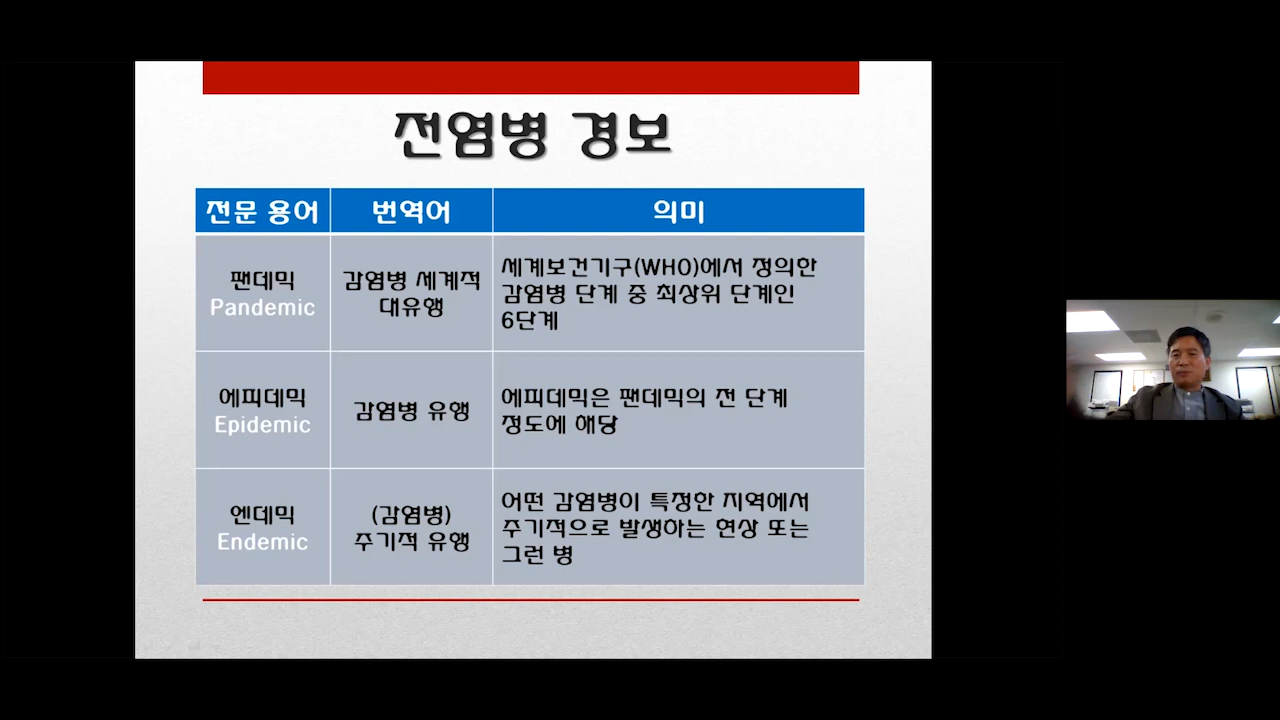 전염병 경보
전문 용어 번역어 의미
팬데믹
Pandemic
감염병 세계적
대유행
세계보건기구(WHO)에서 정의한
감염병 단계 중 최상위 단계인
6단계
에피데믹
Epidemic
감염병 유행
에피데믹은 팬데믹의 전 단계
정도에 해당
엔데믹
Endemic
(감염병)
주기적 유행
어떤 감염병이 특정한 지역에서
주기적으로 발생하는 현상 또는
그런 병